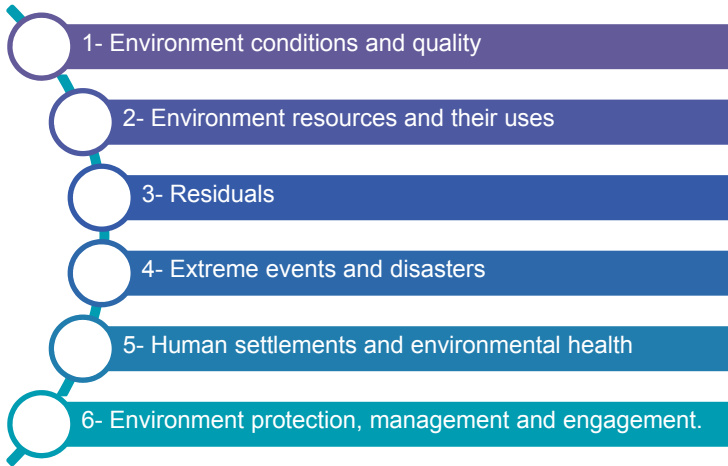 1- Environment conditions and quality
2- Environment resources and their uses
3- Residuals
4- Extreme events and disasters
5- Human settlements and environmental health
6- Environment protection, management and engagement.